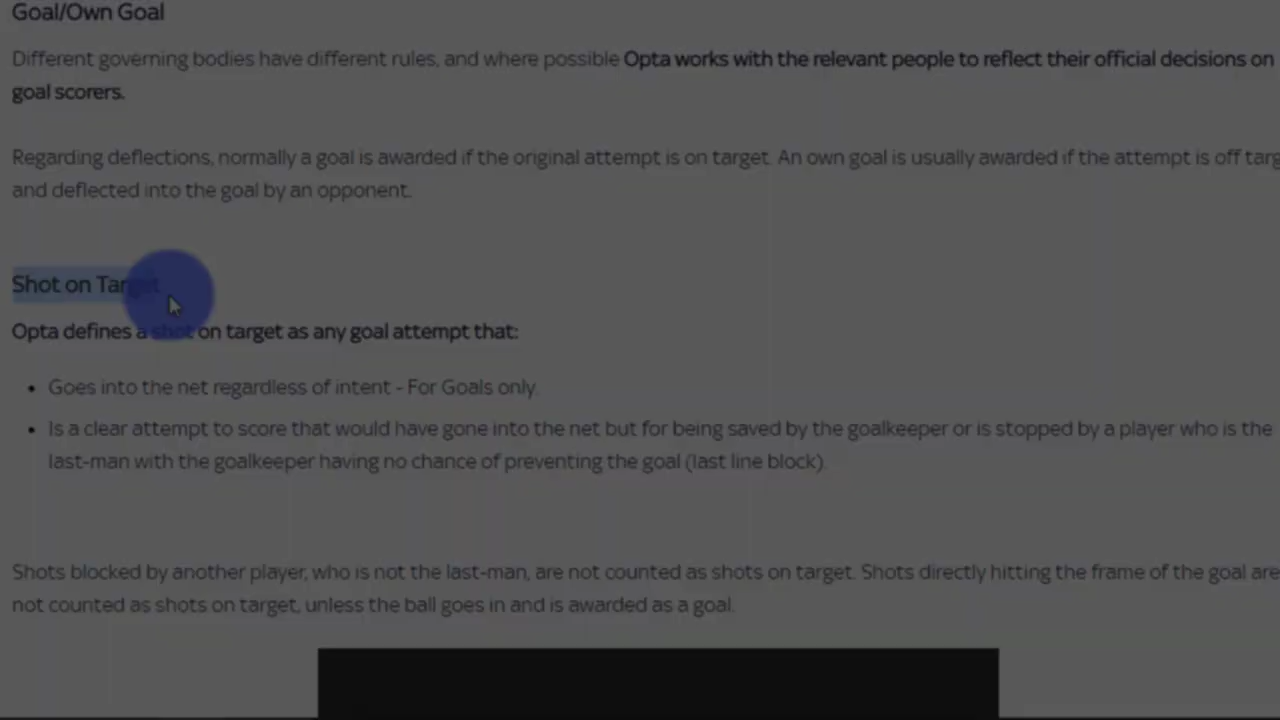 Goal/Own Goal
Different governing bodies have different rules, and where possible Opta works with the relevant people to reflect their official decisions on
goal scorers.
Regarding deflections, normally a goal is awarded if the original attempt is on target. An own goal is usually awarded if the attempt is off targ
and deflected into the goal by an opponent.
Shot on Target
Opta defines a shot on target as any goal attempt that:
• Goes into the net regardless of intent - For Goals only.
• Is a clear attempt to score that would have gone into the net but for being saved by the goalkeeper or is stopped by a player who is the
last-man with the goalkeeper having no chance of preventing the goal (last line block).
Shots blocked by another player, who is not the last-man, are not counted as shots on target. Shots directly hitting the frame of the goal are
not counted as shots on target, unless the ball goes in and is awarded as a goal.